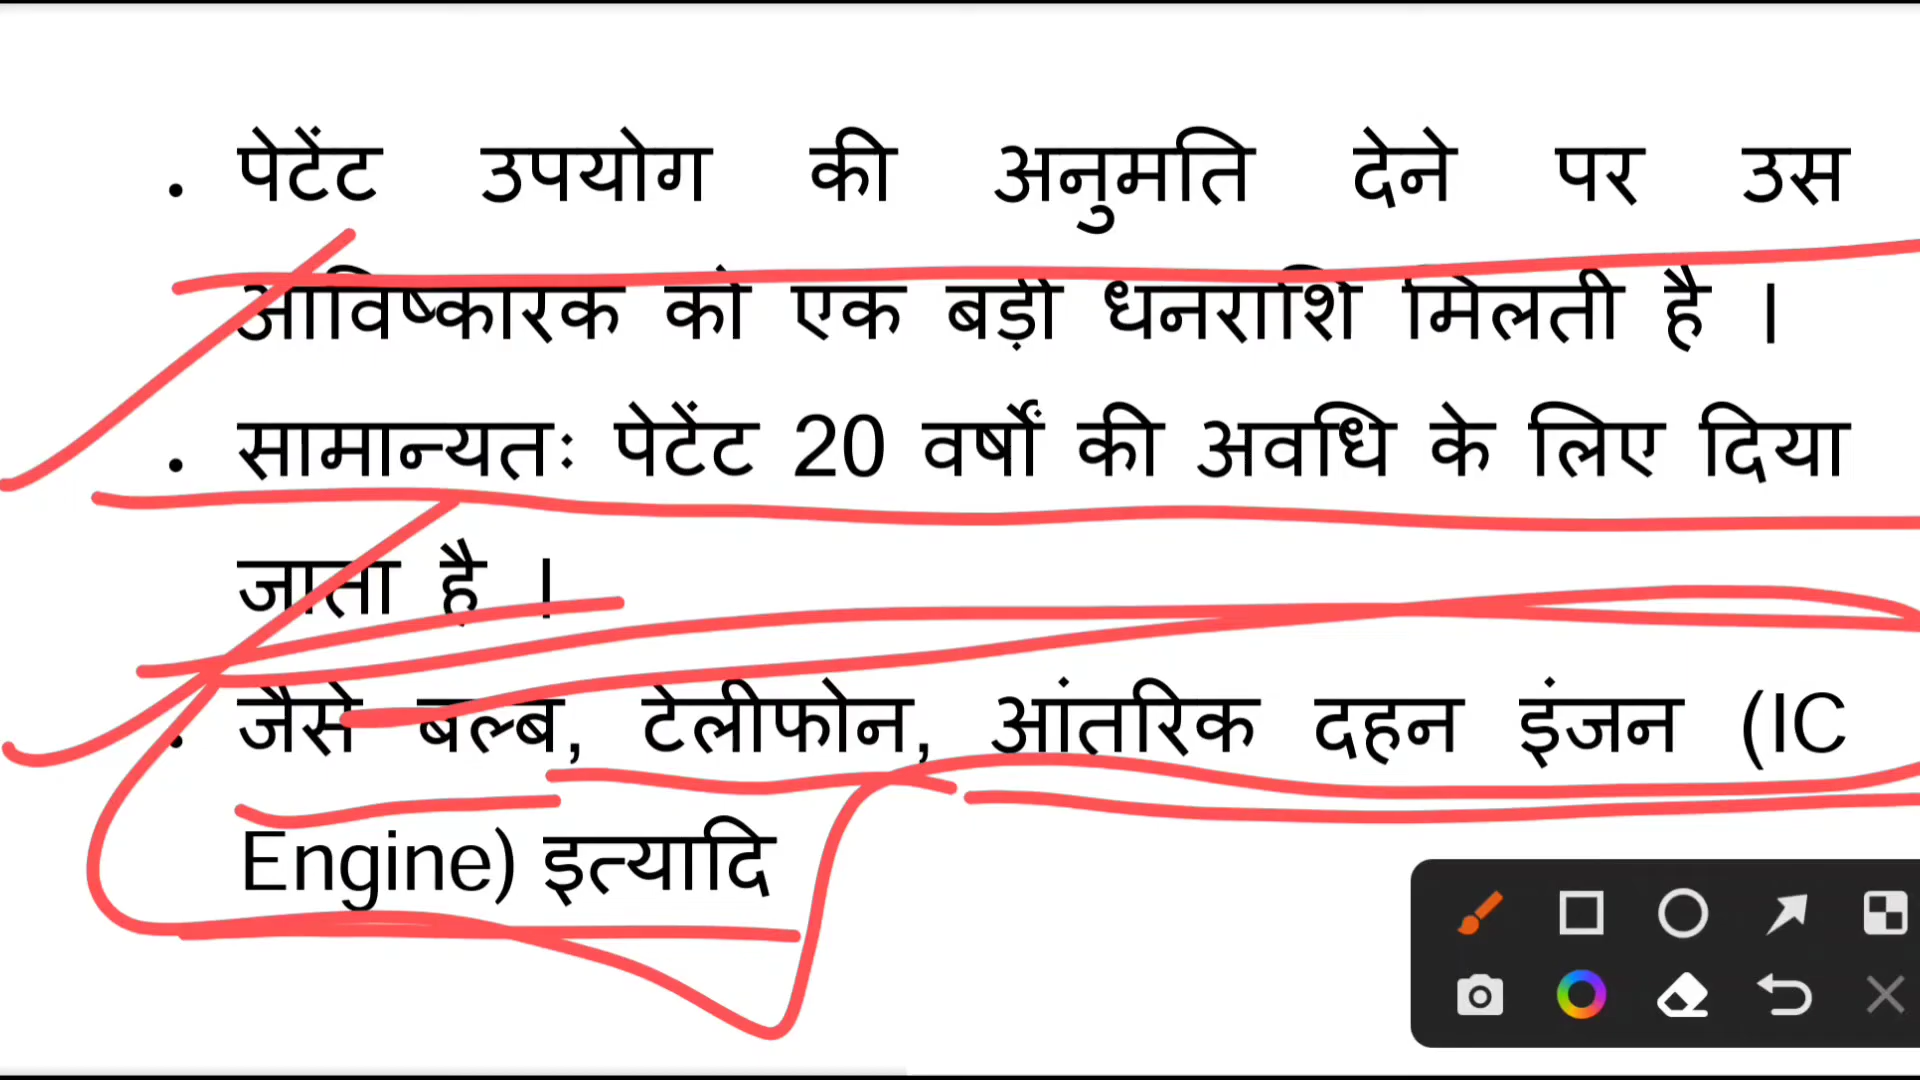 . पेटेंट उपयोग की अनुमति देने पर उस
आविष्कारक को एक बड़ी धनराशि मिलती है ।
. सामान्यतः पेटेंट 20 वर्षों की अवधि के लिए दिया
जाता है ।
. जैसे बल्ब, टेलीफोन, आंतरिक दहन इंजन (IC
Engine) इत्यादि